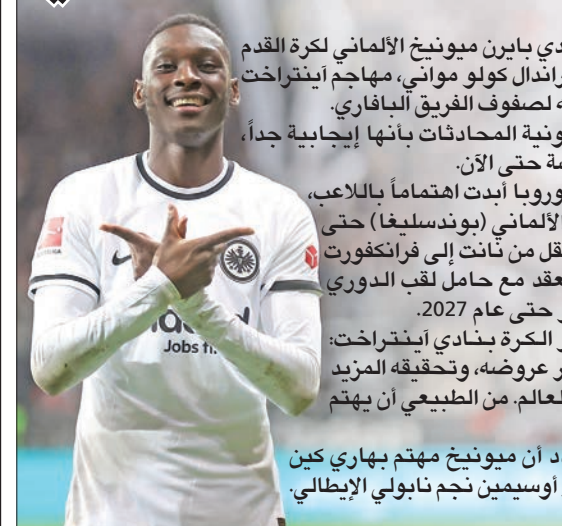 دي بايرن ميونيخ الألماني لكرة القدم
راندال كولو مواني، مهاجم آينتراخت
ه لصفوف الفريق البافاري.
ونية المحادثات بأنها إيجابية جداً،
مة حتى الآن.
وروبا أبدت اهتماماً باللاعب،
الألماني (بوندسليغا) حتى
قل من نانت إلى فرانكفورت
عقد مع حامل لقب الدوري
ر حتى عام 2027.
ر الكرة بنادي آينتراخت:
ر عروضه، وتحقيقه المزيد
لعالم. من الطبيعي أن يهتم
د أن ميونيخ مهتم بهاري كين
أوسيمين نجم نابولي الإيطالي.
Jobs fi